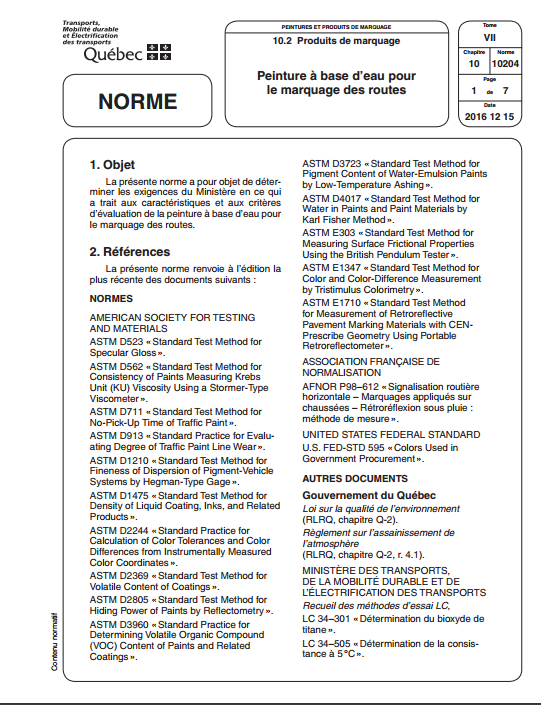 Transports,
Mobilité durable
et Électrification
des transports
Québec
NORME
PEINTURES ET PRODUITS DE MARQUAGE
10.2 Produits de marquage
Peinture à base d'eau pour
le marquage des routes
Tome
VII
Chapitre
Norme
10
10204
Page
1 de 7
Date
2016 12 15
1. Objet
La présente norme a pour objet de déter-
miner les exigences du Ministère en ce qui
a trait aux caractéristiques et aux critères
d'évaluation de la peinture à base d'eau pour
le marquage des routes.
2. Références
La présente norme renvoie à l'édition la
plus récente des documents suivants :
NORMES
AMERICAN SOCIETY FOR TESTING
AND MATERIALS
ASTM D523 « Standard Test Method for
Specular Gloss ».
ASTM D562 « Standard Test Method for
Consistency of Paints Measuring Krebs
Unit (KU) Viscosity Using a Stormer-Type
Viscometer ».
ASTM D711 « Standard Test Method for
No-Pick-Up Time of Traffic Paint ».
ASTM D913 « Standard Practice for Evalu-
ating Degree of Traffic Paint Line Wear ».
ASTM D1210 « Standard Test Method for
Fineness of Dispersion of Pigment-Vehicle
Systems by Hegman-Type Gage ».
ASTM D1475 « Standard Test Method for
Density of Liquid Coating, Inks, and Related
Products ».
ASTM D2244 « Standard Practice for
Calculation of Color Tolerances and Color
Differences from Instrumentally Measured
Color Coordinates ».
ASTM D2369 « Standard Test Method for
Volatile Content of Coatings ».
ASTM D2805 « Standard Test Method for
Hiding Power of Paints by Reflectometry ».
ASTM D3960 « Standard Practice for
Determining Volatile Organic Compound
(VOC) Content of Paints and Related
Coatings ».
ASTM D3723 « Standard Test Method for
Pigment Content of Water-Emulsion Paints
by Low-Temperature Ashing ».
ASTM D4017 « Standard Test Method for
Water in Paints and Paint Materials by
Karl Fisher Method ».
ASTM E303 « Standard Test Method for
Measuring Surface Frictional Properties
Using the British Pendulum Tester ».
ASTM E1347 « Standard Test Method for
Color and Color-Difference Measurement
by Tristimulus Colorimetry ».
ASTM E1710 « Standard Test Method
for Measurement of Retroreflective
Pavement Marking Materials with CEN-
Prescribe Geometry Using Portable
Retroreflectometer ».
ASSOCIATION FRANÇAISE DE
NORMALISATION
AFNOR P98–612 « Signalisation routière
horizontale – Marquages appliqués sur
chaussées – Rétroréflexion sous pluie :
méthode de mesure ».
UNITED STATES FEDERAL STANDARD
U.S. FED-STD 595 « Colors Used in
Government Procurement ».
AUTRES DOCUMENTS
Gouvernement du Québec
Loi sur la qualité de l'environnement
(RLRQ, chapitre Q-2).
Règlement sur l'assainissement de
l'atmosphère
(RLRQ, chapitre Q-2, r. 4.1).
MINISTÈRE DES TRANSPORTS,
DE LA MOBILITÉ DURABLE ET DE
L'ÉLECTRIFICATION DES TRANSPORTS
Recueil des méthodes d'essai LC,
LC 34–301 « Détermination du bioxyde de
titane ».
LC 34–505 « Détermination de la consis-
tance à 5 °C ».
Contenu normatif